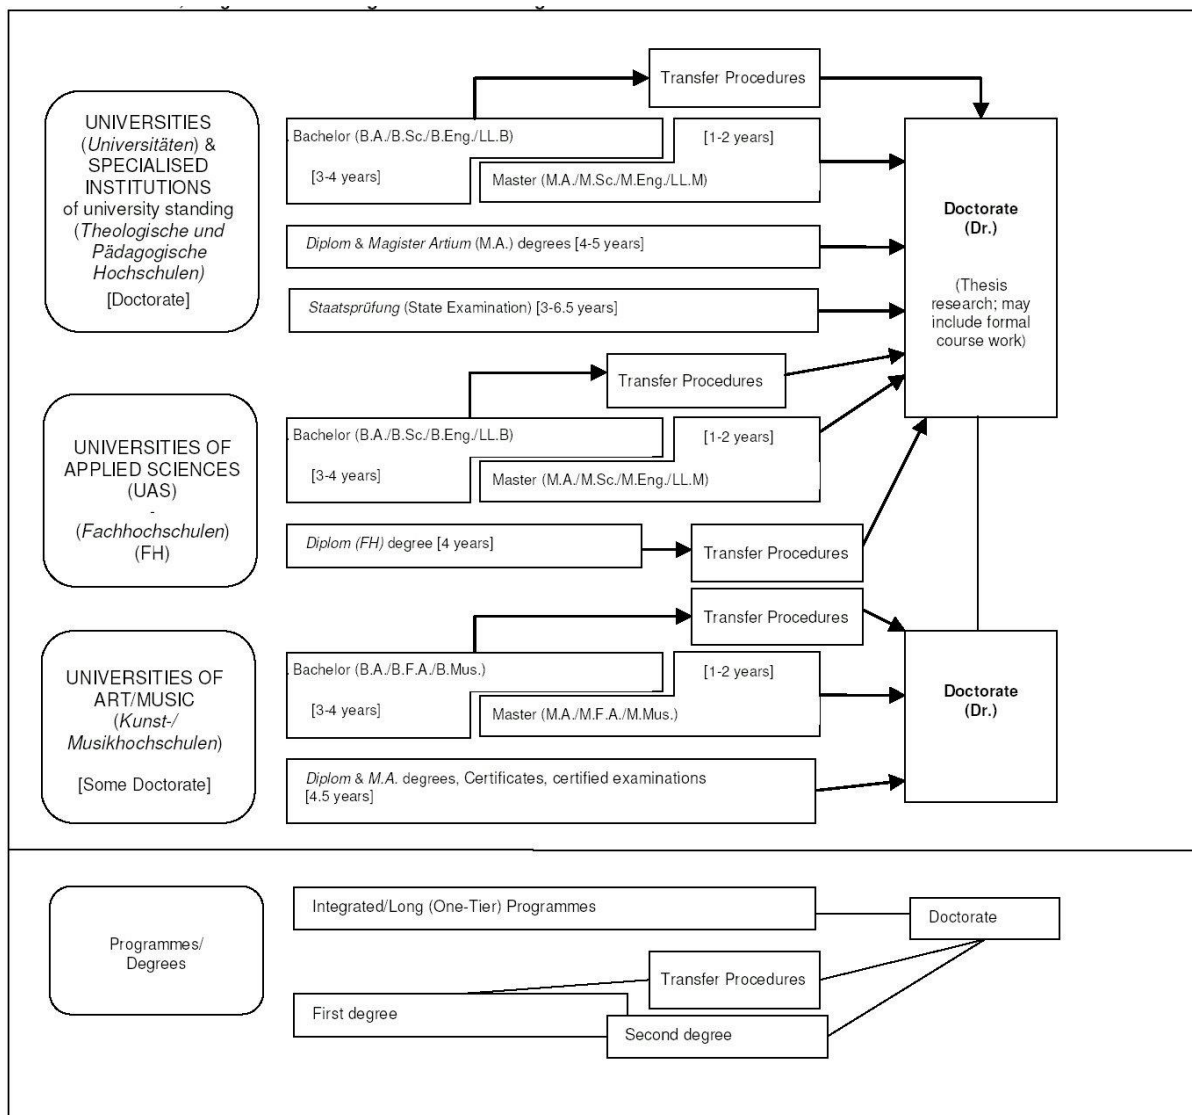 Transfer Procedures
UNIVERSITIES
(Universitäten) &
SPECIALISED
INSTITUTIONS
of university standing
(Theologische und
Pädagogische
Hochschulen)
[Doctorate]
. Bachelor (B.A./B.Sc./B.Eng./LL.B)
[1-2 years]
[3-4 years]
Master (M.A./M.Sc./M.Eng./LL.M)
Diplom & Magister Artium (M.A.) degrees [4-5 years]
Staatsprüfung (State Examination) [3-6.5 years]
Doctorate
(Dr.)
(Thesis
research; may
include formal
course work)
Transfer Procedures
UNIVERSITIES OF
APPLIED SCIENCES
(UAS)
-
(Fachhochschulen)
(FH)
. Bachelor (B.A./B.Sc./B.Eng./LL.B)
[1-2 years]
[3-4 years]
Master (M.A./M.Sc./M.Eng./LL.M)
Diplom (FH) degree [4 years]
Transfer Procedures
Transfer Procedures
UNIVERSITIES OF
ART/MUSIC
(Kunst-/
Musikhochschulen)
[Some Doctorate]
. Bachelor (B.A./B.F.A./B.Mus.)
[1-2 years]
[3-4 years]
Master (M.A./M.F.A./M.Mus.)
Diplom & M.A. degrees, Certificates, certified examinations
[4.5 years]
Doctorate
(Dr.)
Programmes/
Degrees
Integrated/Long (One-Tier) Programmes
Doctorate
Transfer Procedures
First degree
Second degree